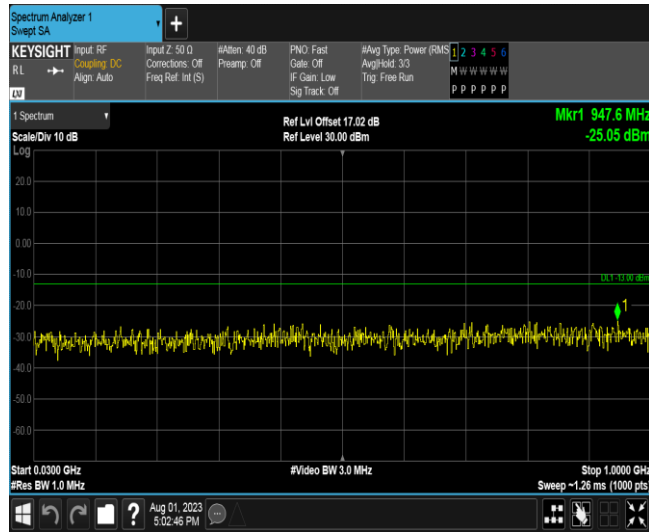 Spectrum Analyzer 1
Swept SA
KEYSIGHT Input: RF Input Z: 50 Ω #Atten: 40 dB PNO: Fast #Avg Type: Power (RMS 1 2 3 4 5 6
RL Coupling: DC Corrections: Off Preamp: Off Gate: Off Avg|Hold: 3/3 M W W W W W
Align: Auto Freq Ref: Int (S) IF Gain: Low Trig: Free Run
Sig Track: Off P P P P P P
LXI
1 Spectrum Ref Lvl Offset 17.02 dB Mkr1 947.6 MHz
Scale/Div 10 dB Ref Level 30.00 dBm -25.05 dBm
Log
20.0
10.0
0.00
-10.0
DL1 -13.00 dBm
-20.0
1
-30.0
-40.0
-50.0
-60.0
Start 0.0300 GHz #Video BW 3.0 MHz Stop 1.0000 GHz
#Res BW 1.0 MHz Sweep ~1.26 ms (1000 pts)
? Aug 01, 2023
5:02:46 PM